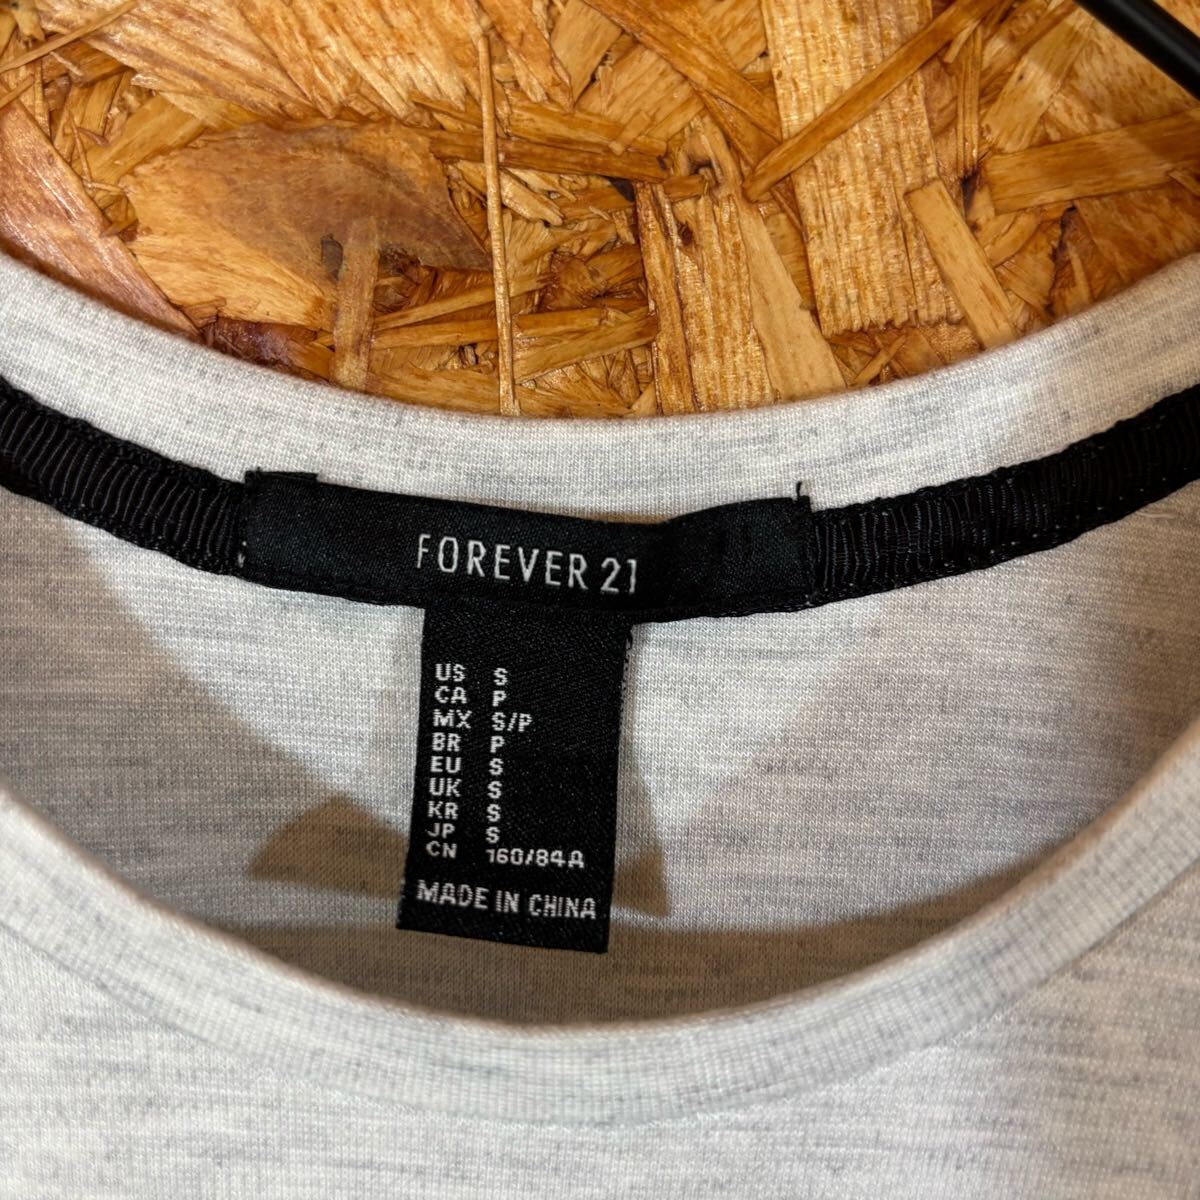 FOREVER 21
US S
CA P
MX S/P
BR P
EU S
UK S
KR S
JP S
CN 160/84A
MADE IN CHINA